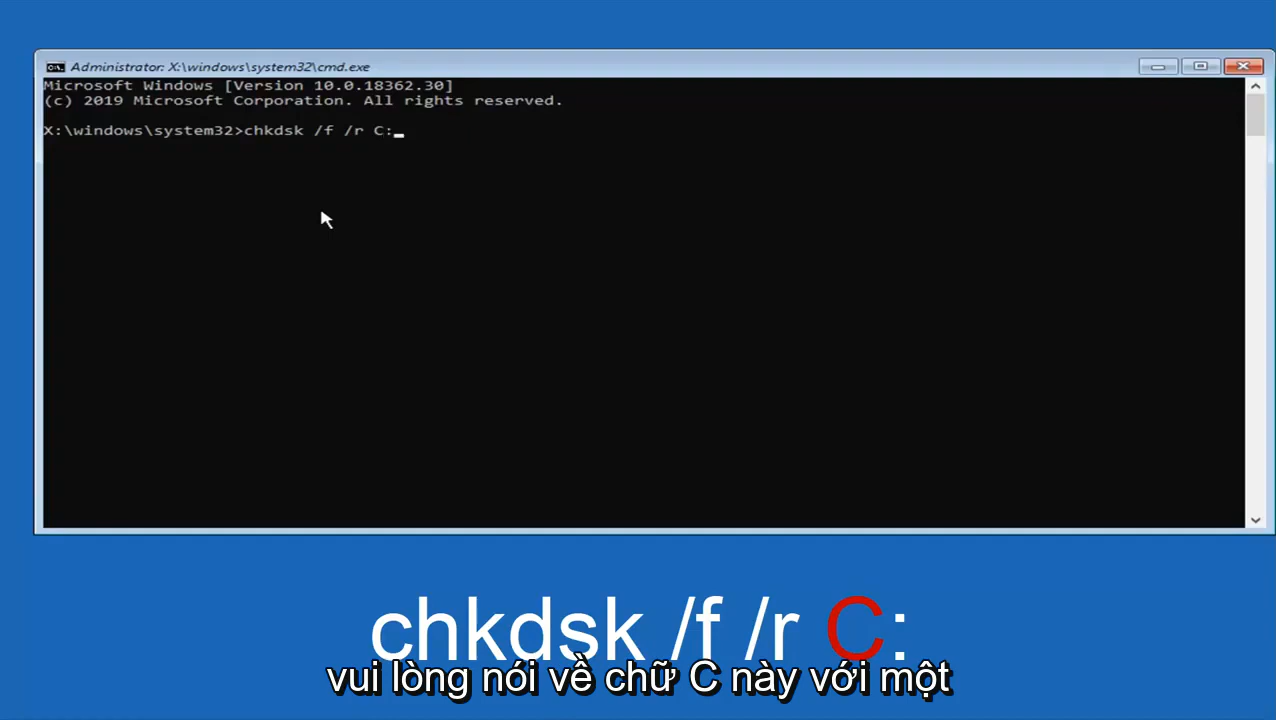 Administrator: X:\windows\system32\cmd.exe
Microsoft Windows [Version 10.0.18362.30]
(c) 2019 Microsoft Corporation. All rights reserved.
X:\windows\system32>chkdsk /f /r C:
chkdsk /f /r C:
vui lòng nói về chữ C này với một